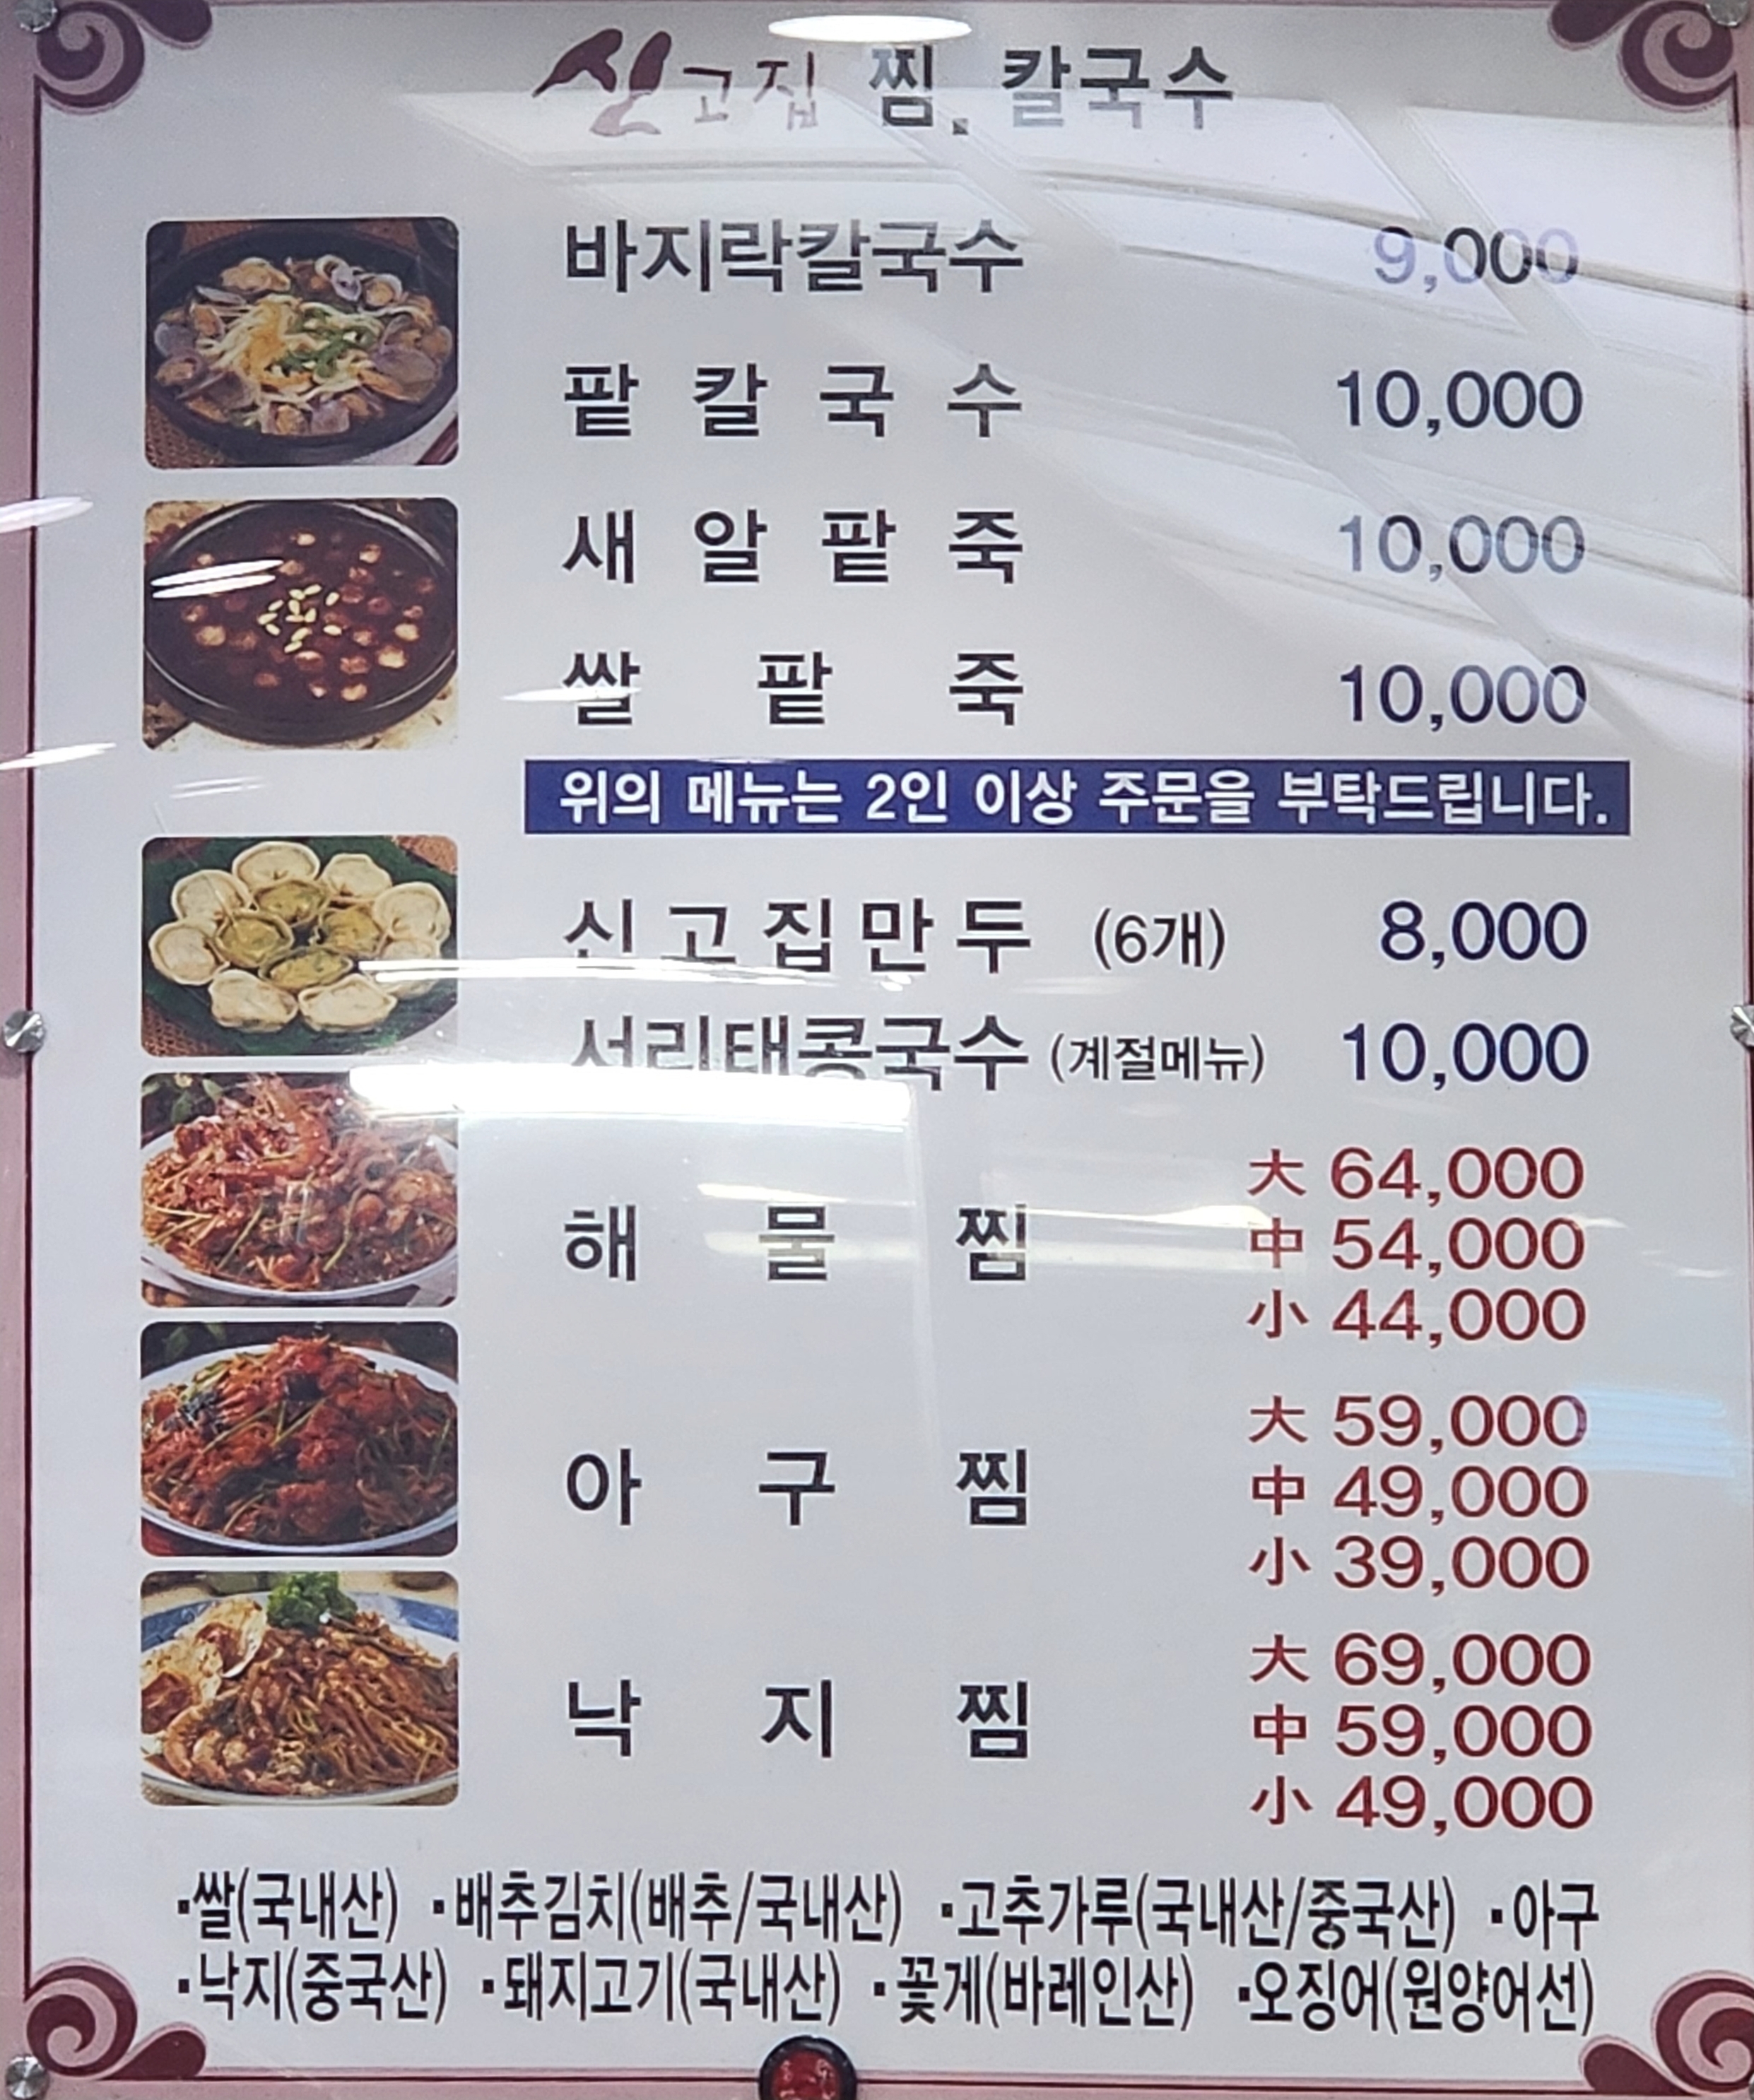 신고집 찜. 칼국수
바지락칼국수 9,000
팥칼국수 10,000
새알팥죽 10,000
쌀팥죽 10,000
위의 메뉴는 2인 이상 주문을 부탁드립니다.
신고집만두 (6개) 8,000
서리태콩국수 (계절메뉴) 10,000
해물찜 大 64,000
中 54,000
小 44,000
아구찜 大 59,000
中 49,000
小 39,000
낙지찜 大 69,000
中 59,000
小 49,000
·쌀(국내산) ·배추김치(배추/국내산) ·고추가루(국내산/중국산) ·아구
·낙지(중국산) ·돼지고기(국내산) ·꽃게(바레인산) ·오징어(원양어선)